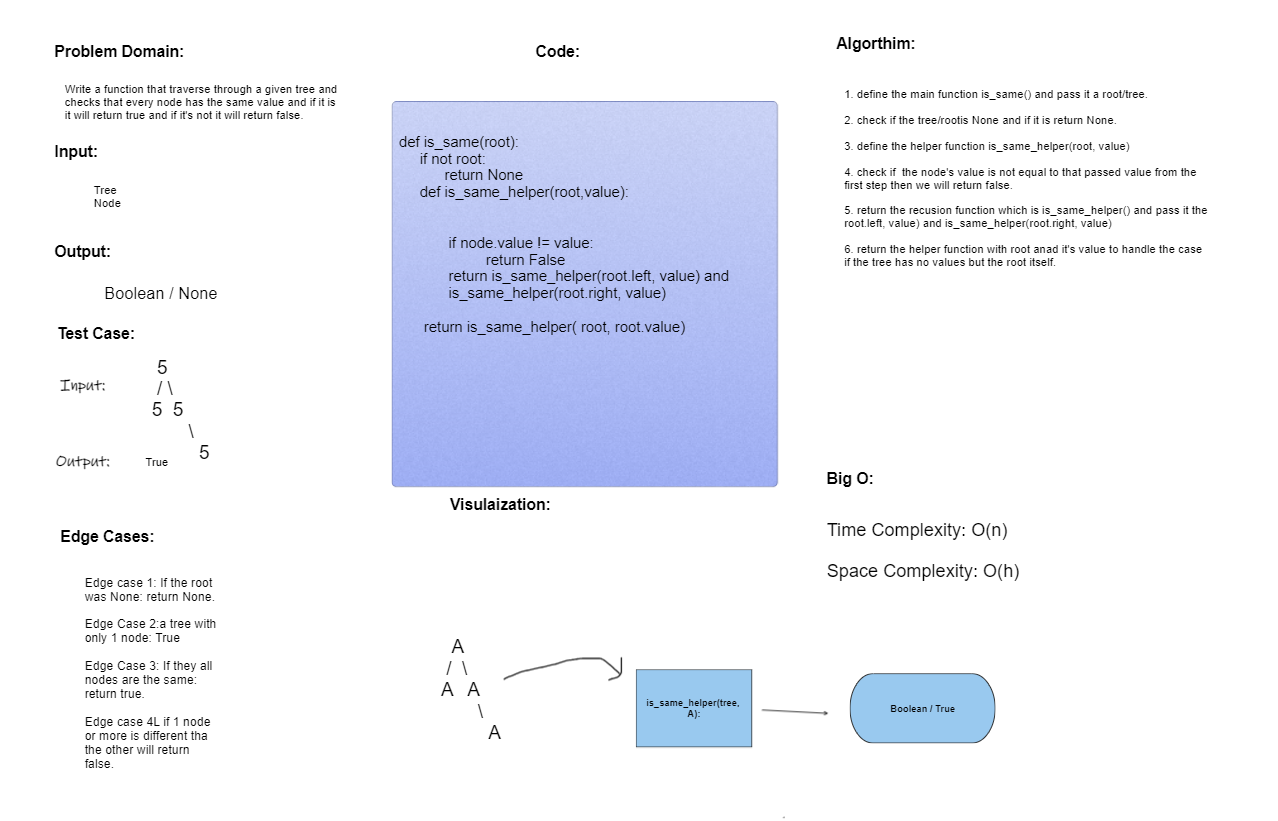 Problem Domain:
Write a function that traverse through a given tree and
checks that every node has the same value and if it is
it will return true and if it's not it will return false.
Input:
Tree
Node
Output:
Boolean / None
Test Case:
Input:
5
/ \
5 5
\
5
Output:
True
Edge Cases:
Edge case 1: If the root
was None: return None.
Edge Case 2:a tree with
only 1 node: True
Edge Case 3: If they all
nodes are the same:
return true.
Edge case 4L if 1 node
or more is different tha
the other will return
false.
Code:
def is_same(root):
if not root:
return None
def is_same_helper(root,value):
if node.value != value:
return False
return is_same_helper(root.left, value) and
is_same_helper(root.right, value)
return is_same_helper( root, root.value)
Visulaization:
A
/ \
A A
\
A
is_same_helper(tree,
A):
Boolean / True
Algorthim:
1. define the main function is_same() and pass it a root/tree.
2. check if the tree/rootis None and if it is return None.
3. define the helper function is_same_helper(root, value)
4. check if  the node's value is not equal to that passed value from the
first step then we will return false.
5. return the recusion function which is is_same_helper() and pass it the
root.left, value) and is_same_helper(root.right, value)
6. return the helper function with root anad it's value to handle the case
if the tree has no values but the root itself.
Big O:
Time Complexity: O(n)
Space Complexity: O(h)